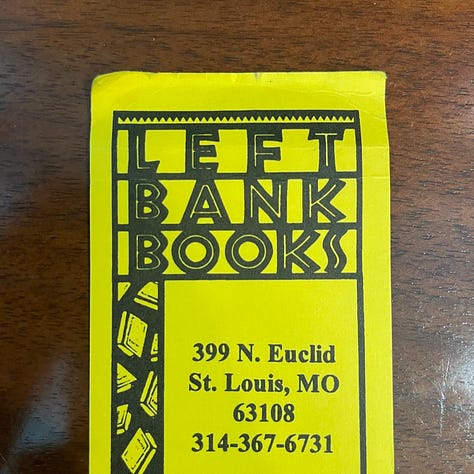 LEFT
BANK
BOOKS
399 N. Euclid
St. Louis, MO
63108
314-367-6731